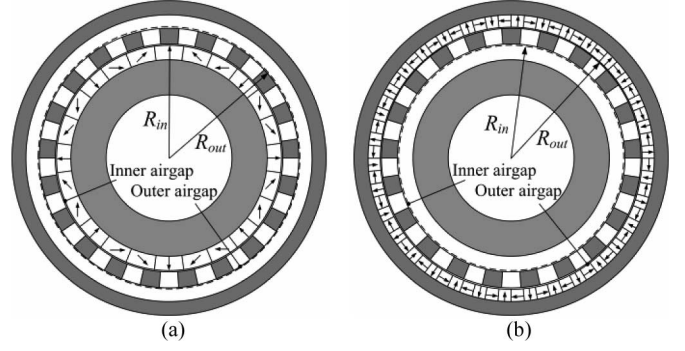 R_in
R_out
Inner airgap
Outer airgap
R_in
R_out
Inner airgap
Outer airgap
(a)
(b)